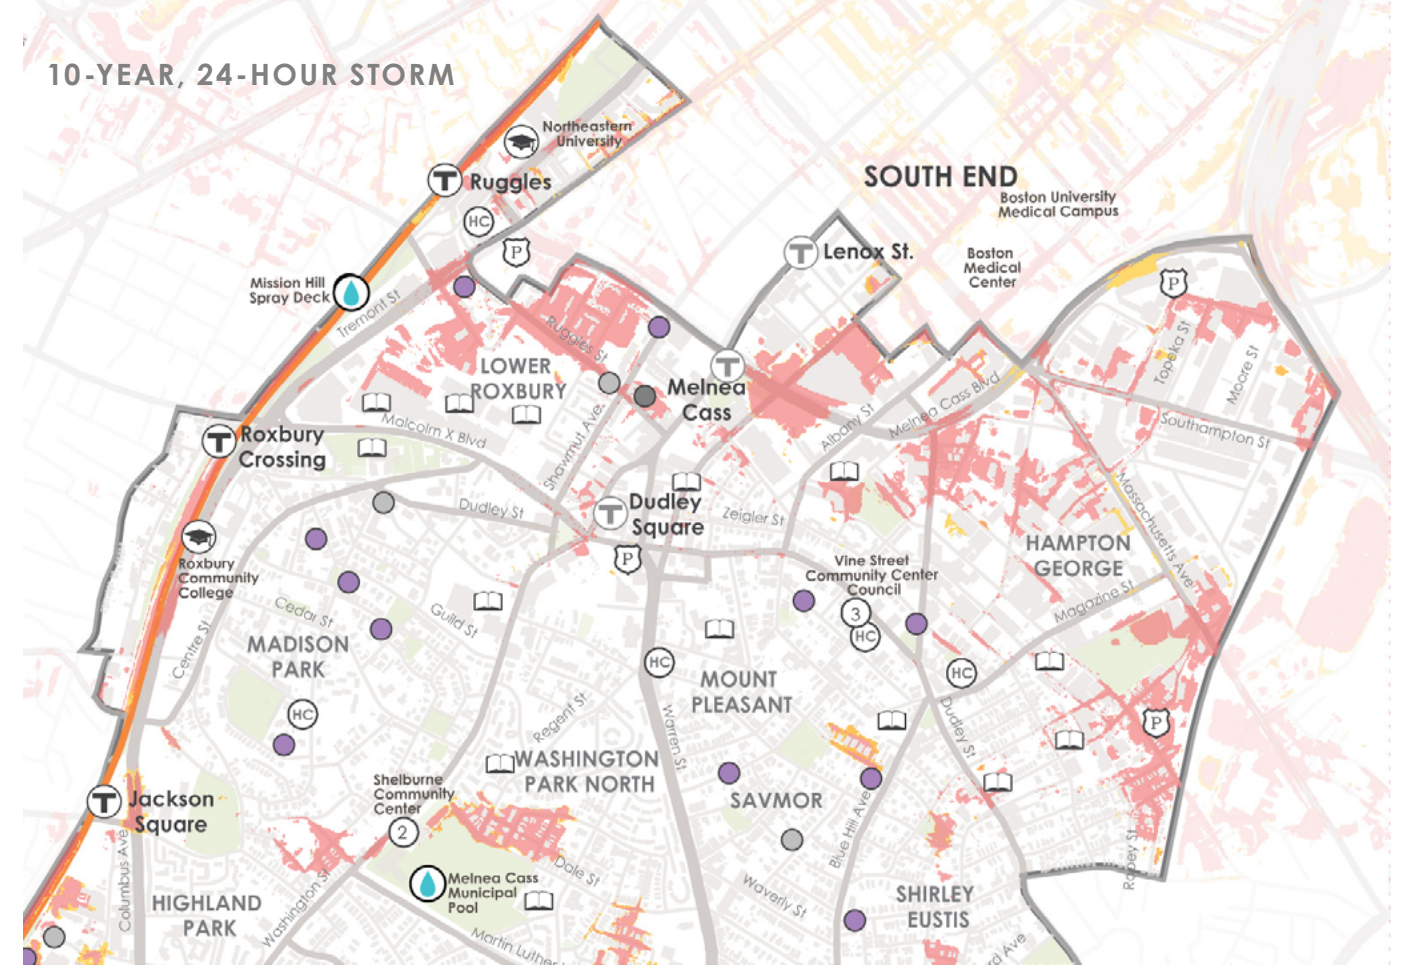 10-YEAR, 24-HOUR STORM
Northeastern
University
T
Ruggles
HC
P
SOUTH END
Boston University
Medical Campus
T
Lenox St.
Boston
Medical
Center
P
Mission Hill
Spray Deck
Tremont St
Ruggles St
LOWER
ROXBURY
T
Melnea
Cass
Topeka St
Moore St
Melnea Cass Blvd
Albany St
Southampton St
Malcolm X Blvd
Shawmut Ave
T
Roxbury
Crossing
Dudley St
T
Dudley
Square
Zeigler St
P
Massachusetts Ave
HAMPTON
GEORGE
Magazine St
Roxbury
Community
College
Vine Street
Community Center
Council
3
HC
Cedar St
Guild St
Centre St
MADISON
PARK
HC
HC
HC
MOUNT
PLEASANT
Dudley St
P
Regent St
Warren St
WASHINGTON
PARK NORTH
T
Jackson
Square
Shelburne
Community
Center
2
SAVMOR
Blue Hill Ave
Columbus Ave
Dale St
Robey St
Melnea Cass
Municipal
Pool
Waverly St
SHIRLEY
EUSTIS
HIGHLAND
PARK
Washington St
Martin Luther
rd Ave